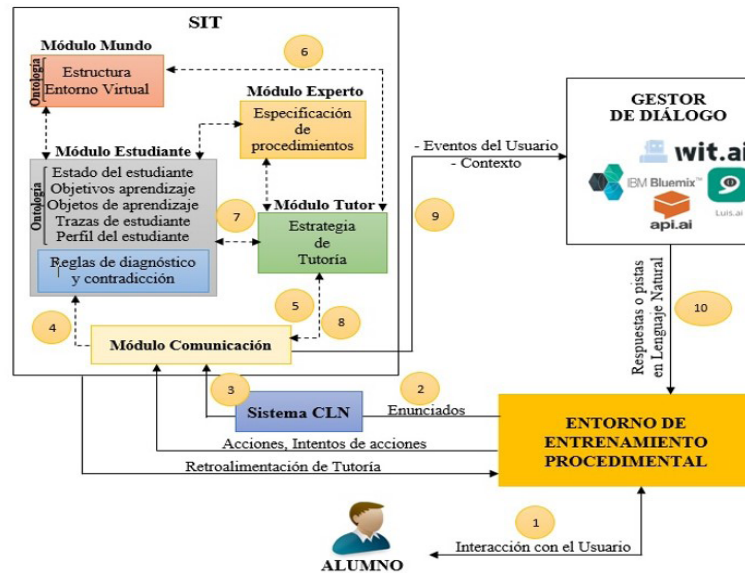 SIT
Módulo Mundo
Ontología
Estructura
Entorno Virtual
6
Módulo Experto
Especificación
de
procedimientos
Módulo Estudiante
Ontología
Estado del estudiante
Objetivos aprendizaje
Objetos de aprendizaje
Trazas de estudiante
Perfil del estudiante
Reglas de diagnóstico
y contradicción
7
Módulo Tutor
Estrategia
de
Tutoría
4
5
8
Módulo Comunicación
- Eventos del Usuario
- Contexto
9
GESTOR
DE DIÁLOGO
wit.ai
IBM Bluemix™
api.ai
Luis.ai
10
Respuestas o pistas
en Lenguaje Natural
3
Sistema CLN
2
Enunciados
Acciones, Intentos de acciones
Retroalimentación de Tutoría
ENTORNO DE
ENTRENAMIENTO
PROCEDIMENTAL
1
Interacción con el Usuario
ALUMNO